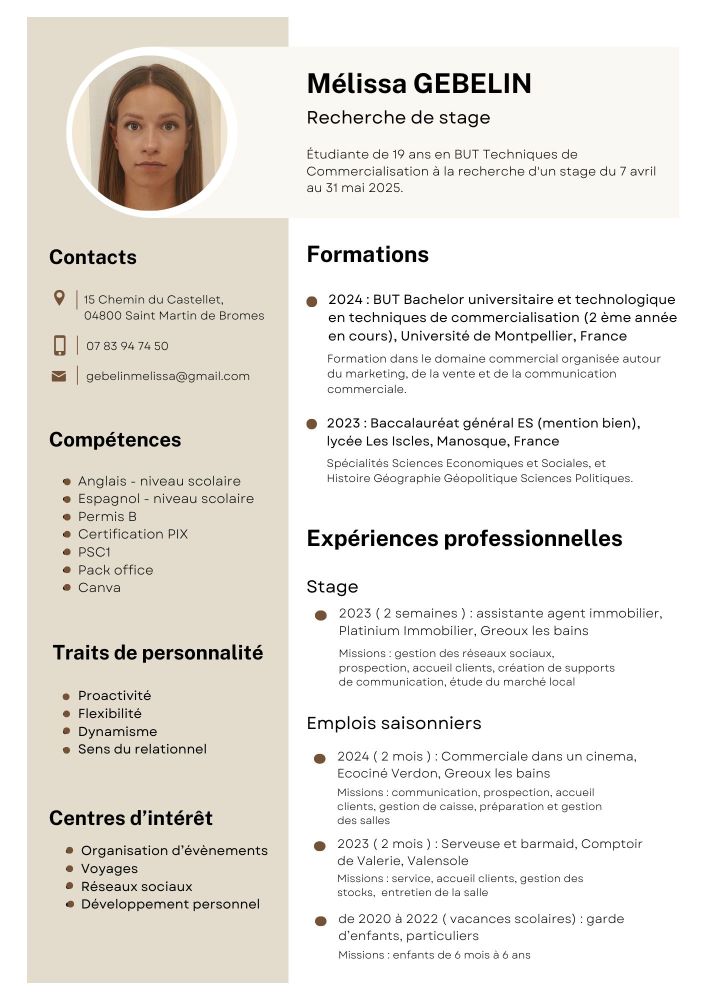 Mélissa GEBELIN
Recherche de stage
Étudiante de 19 ans en BUT Techniques de
Commercialisation à la recherche d'un stage du 7 avril
au 31 mai 2025.
Contacts
15 Chemin du Castellet,
04800 Saint Martin de Bromes
07 83 94 74 50
gebelinmelissa@gmail.com
Compétences
Anglais - niveau scolaire
Espagnol - niveau scolaire
Permis B
Certification PIX
PSC1
Pack office
Canva
Traits de personnalité
Proactivité
Flexibilité
Dynamisme
Sens du relationnel
Centres d'intérêt
Organisation d'évènements
Voyages
Réseaux sociaux
Développement personnel
Formations
2024 : BUT Bachelor universitaire et technologique
en techniques de commercialisation (2 ème année
en cours), Université de Montpellier, France
Formation dans le domaine commercial organisée autour
du marketing, de la vente et de la communication
commerciale.
2023 : Baccalauréat général ES (mention bien),
lycée Les Iscles, Manosque, France
Spécialités Sciences Economiques et Sociales, et
Histoire Géographie Géopolitique Sciences Politiques.
Expériences professionnelles
Stage
2023 ( 2 semaines ) : assistante agent immobilier,
Platinium Immobilier, Greoux les bains
Missions : gestion des réseaux sociaux,
prospection, accueil clients, création de supports
de communication, étude du marché local
Emplois saisonniers
2024 ( 2 mois ) : Commerciale dans un cinema,
Ecociné Verdon, Greoux les bains
Missions : communication, prospection, accueil
clients, gestion de caisse, préparation et gestion
des salles
2023 ( 2 mois ) : Serveuse et barmaid, Comptoir
de Valerie, Valensole
Missions : service, accueil clients, gestion des
stocks, entretien de la salle
de 2020 à 2022 ( vacances scolaires) : garde
d'enfants, particuliers
Missions : enfants de 6 mois à 6 ans